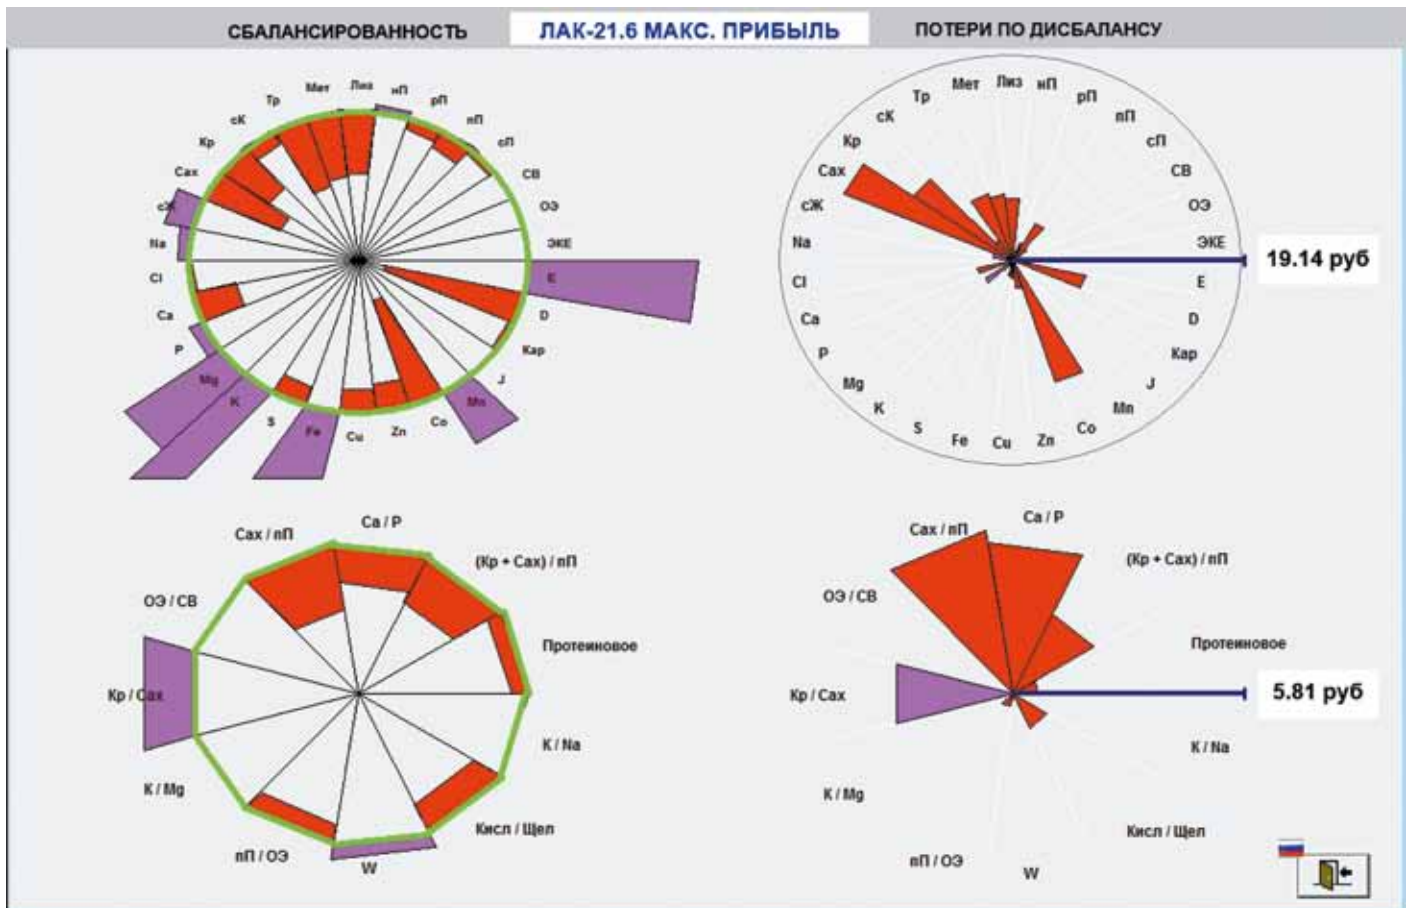 СБАЛАНСИРОВАННОСТЬ
ЛАК-21.6 МАКС. ПРИБЫЛЬ
ПОТЕРИ ПО ДИСБАЛАНСУ
Лиз
нП
рП
пП
сП
СВ
ОЭ
ЭКЕ
E
D
Кар
J
Mn
Co
Zn
Cu
Fe
S
K
Mg
P
Ca
Cl
Na
сЖ
Сах
Кр
сК
Тр
Мет
Лиз
нП
рП
пП
сП
СВ
ОЭ
ЭКЕ
19.14 руб
E
D
Кар
J
Mn
Co
Zn
Cu
Fe
S
K
Mg
P
Ca
Cl
Na
сЖ
Сах
Кр
сК
Тр
Мет
Ca / P
(Кр + Сах) / пП
Протеиновое
K / Na
Кисл / Щел
W
пП / ОЭ
K / Mg
Кр / Сах
ОЭ / СВ
Сах / пП
Ca / P
(Кр + Сах) / пП
Протеиновое
5.81 руб
K / Na
Кисл / Щел
W
пП / ОЭ
K / Mg
Кр / Сах
ОЭ / СВ
Сах / пП